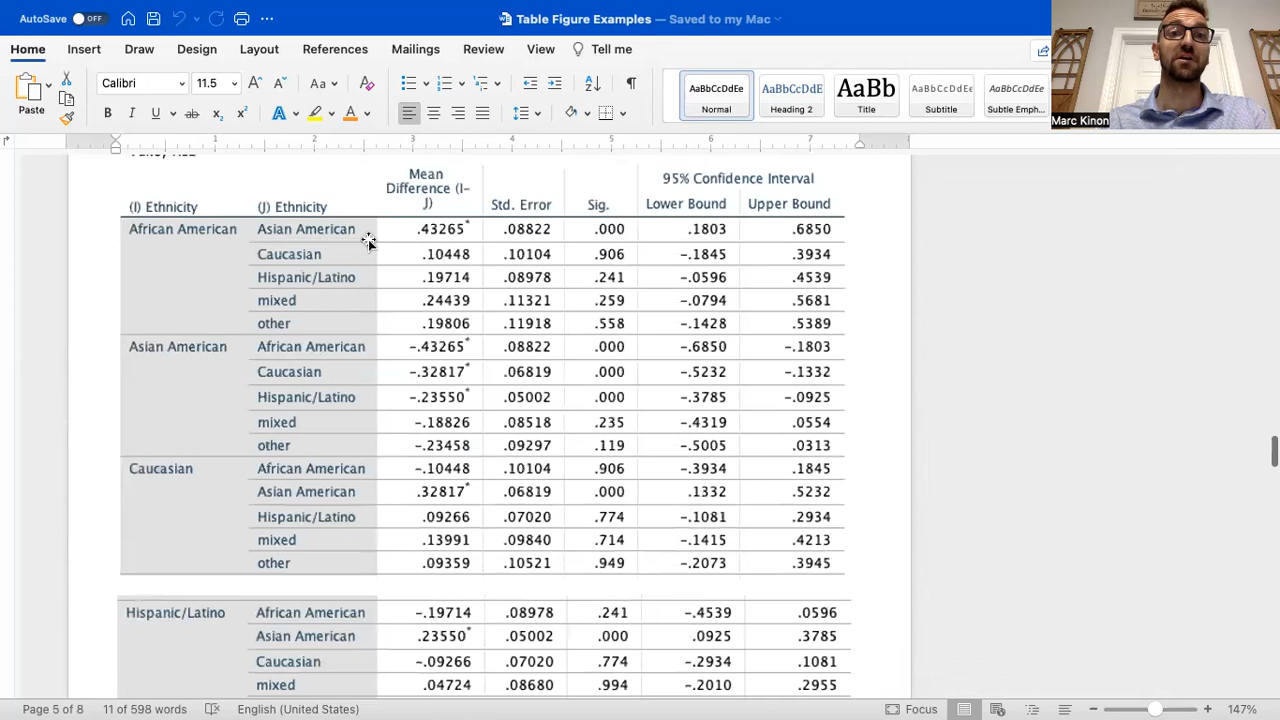 AutoSave OFF
Table Figure Examples — Saved to my Mac
Home Insert Draw Design Layout References Mailings Review View Tell me
Paste
Calibri 11.5
AaBbCcDdEe Normal
AaBbCcDdE Heading 2
AaBb Title
AaBbCcDdEe Subtitle
AaBbCcDdEe Subtle Emph...
Marc Kinon
1 2 3 4 5 6 7
(I) Ethnicity (J) Ethnicity Mean Difference (I-J) Std. Error Sig. 95% Confidence Interval
Lower Bound Upper Bound
African American Asian American .43265* .08822 .000 .1803 .6850
Caucasian .10448 .10104 .906 -.1845 .3934
Hispanic/Latino .19714 .08978 .241 -.0596 .4539
mixed .24439 .11321 .259 -.0794 .5681
other .19806 .11918 .558 -.1428 .5389
Asian American African American -.43265* .08822 .000 -.6850 -.1803
Caucasian -.32817* .06819 .000 -.5232 -.1332
Hispanic/Latino -.23550* .05002 .000 -.3785 -.0925
mixed -.18826 .08518 .235 -.4319 .0554
other -.23458 .09297 .119 -.5005 .0313
Caucasian African American -.10448 .10104 .906 -.3934 .1845
Asian American .32817* .06819 .000 .1332 .5232
Hispanic/Latino .09266 .07020 .774 -.1081 .2934
mixed .13991 .09840 .714 -.1415 .4213
other .09359 .10521 .949 -.2073 .3945
Hispanic/Latino African American -.19714 .08978 .241 -.4539 .0596
Asian American .23550* .05002 .000 .0925 .3785
Caucasian -.09266 .07020 .774 -.2934 .1081
mixed .04724 .08680 .994 -.2010 .2955
Page 5 of 8 11 of 598 words English (United States) Focus 147%